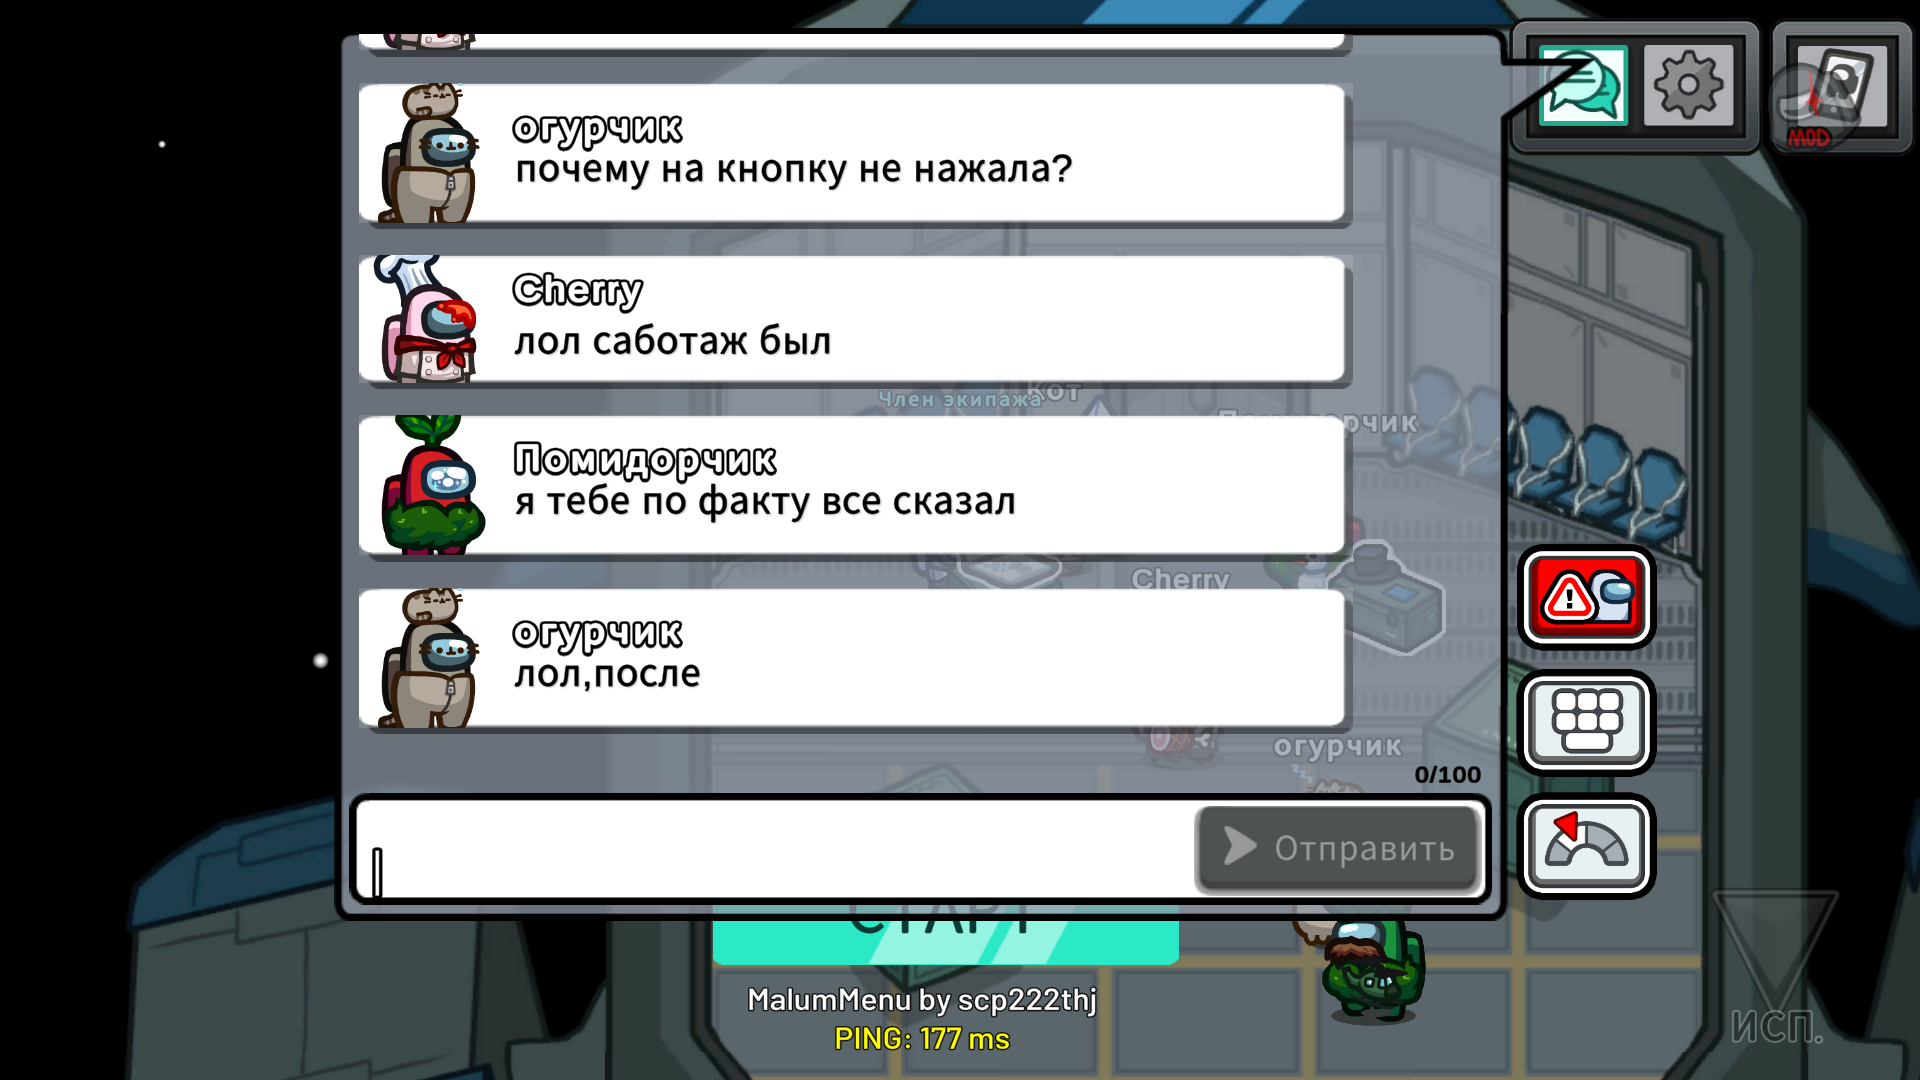 огурчик
почему на кнопку не нажала?
Cherry
лол саботаж был
Член экипажа
Кот
Помидорчик
Помидорчик
я тебе по факту все сказал
Cherry
огурчик
лол,после
огурчик
0/100
Отправить
СТАРТ
MalumMenu by scp222thj
PING: 177 ms
MOD
ИСП.